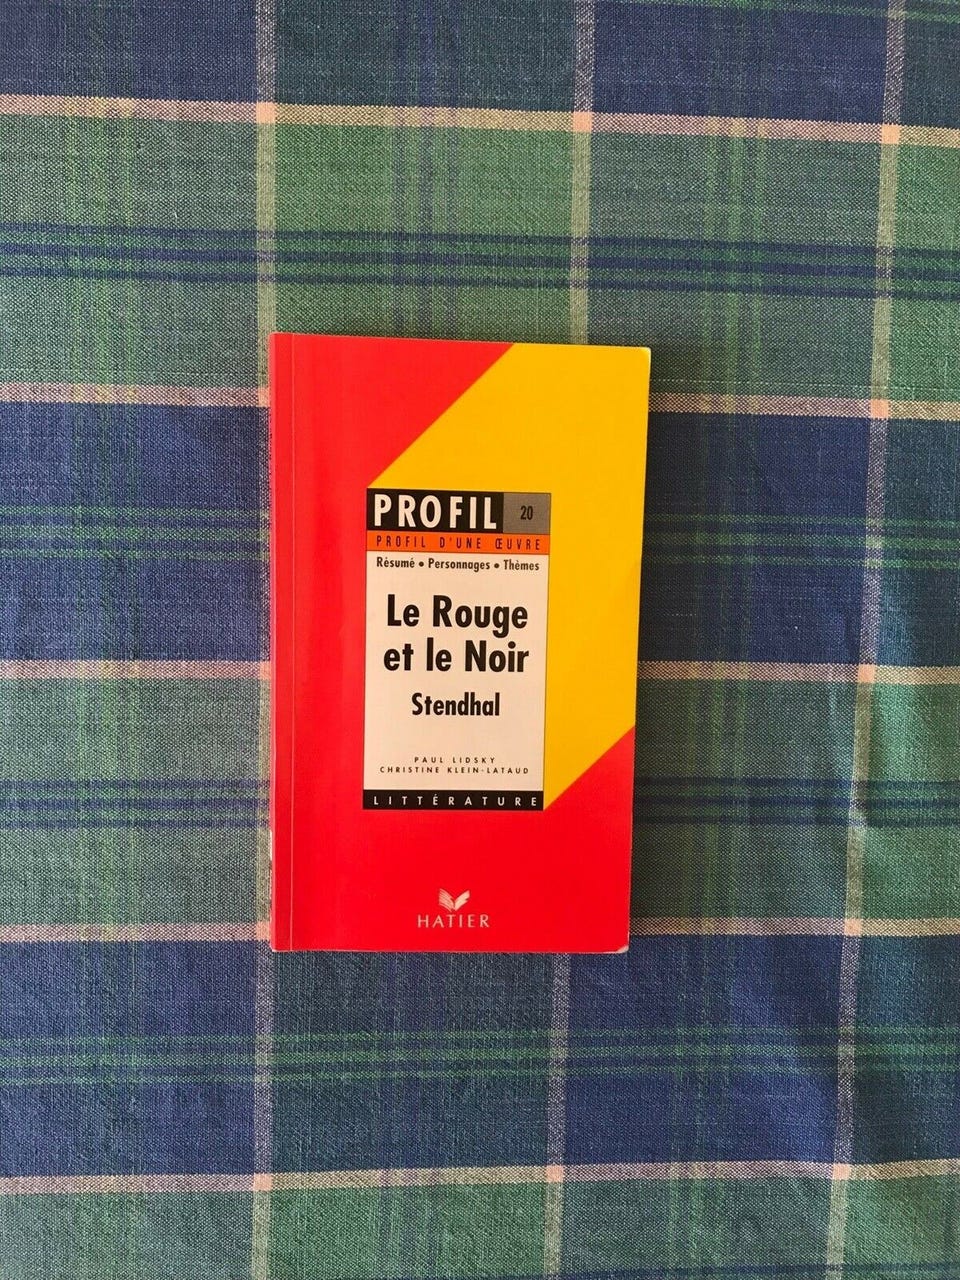 PROFIL 20
PROFIL D'UNE ŒUVRE
Résumé • Personnages • Thèmes
Le Rouge
et le Noir
Stendhal
PAUL LIDSKY
CHRISTINE KLEIN-LATAUD
LITTÉRATURE
HATIER